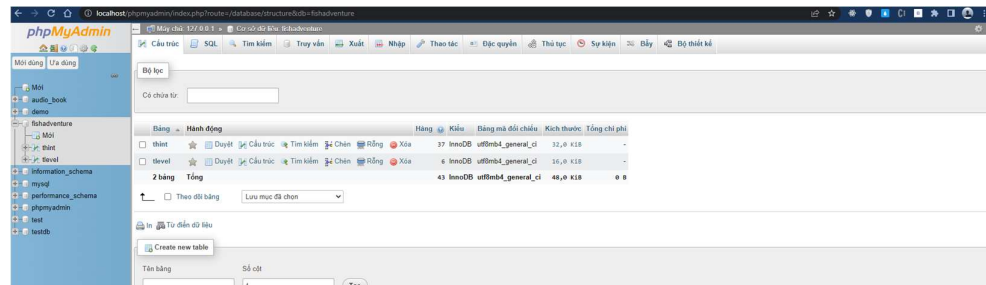 localhost/phpmyadmin/index.php?route=/database/structure&db=fishadventure
phpMyAdmin
Mới dùng Ưa dùng
Mới
audio_book
demo
fishadventure
Mới
thint
tlevel
information_schema
mysql
performance_schema
phpmyadmin
test
testdb
Máy chủ: 127.0.0.1 » Cơ sở dữ liệu: fishadventure
Cấu trúc SQL Tìm kiếm Truy vấn Xuất Nhập Thao tác Đặc quyền Thủ tục Sự kiện Bẫy Bộ thiết kế
Bộ lọc
Có chứa từ:
Bảng Hành động Hàng Kiểu Bảng mã đối chiếu Kích thước Tổng chi phí
thint Duyệt Cấu trúc Tìm kiếm Chèn Rỗng Xóa 37 InnoDB utf8mb4_general_ci 32,0 KiB -
tlevel Duyệt Cấu trúc Tìm kiếm Chèn Rỗng Xóa 6 InnoDB utf8mb4_general_ci 16,0 KiB -
2 bảng Tổng 43 InnoDB utf8mb4_general_ci 48,0 KiB 0 B
Theo dõi bảng Lưu mục đã chọn
In Từ điển dữ liệu
Create new table
Tên bảng Số cột